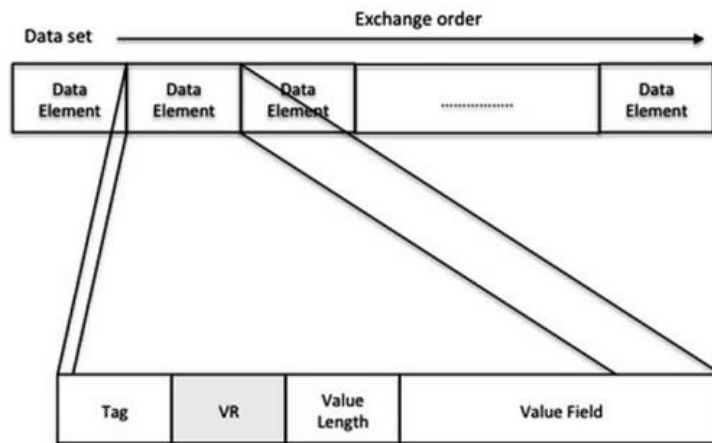 Exchange order
Data set
Data
Element
Data
Element
Data
Element
..................
Data
Element
Tag
VR
Value
Length
Value Field